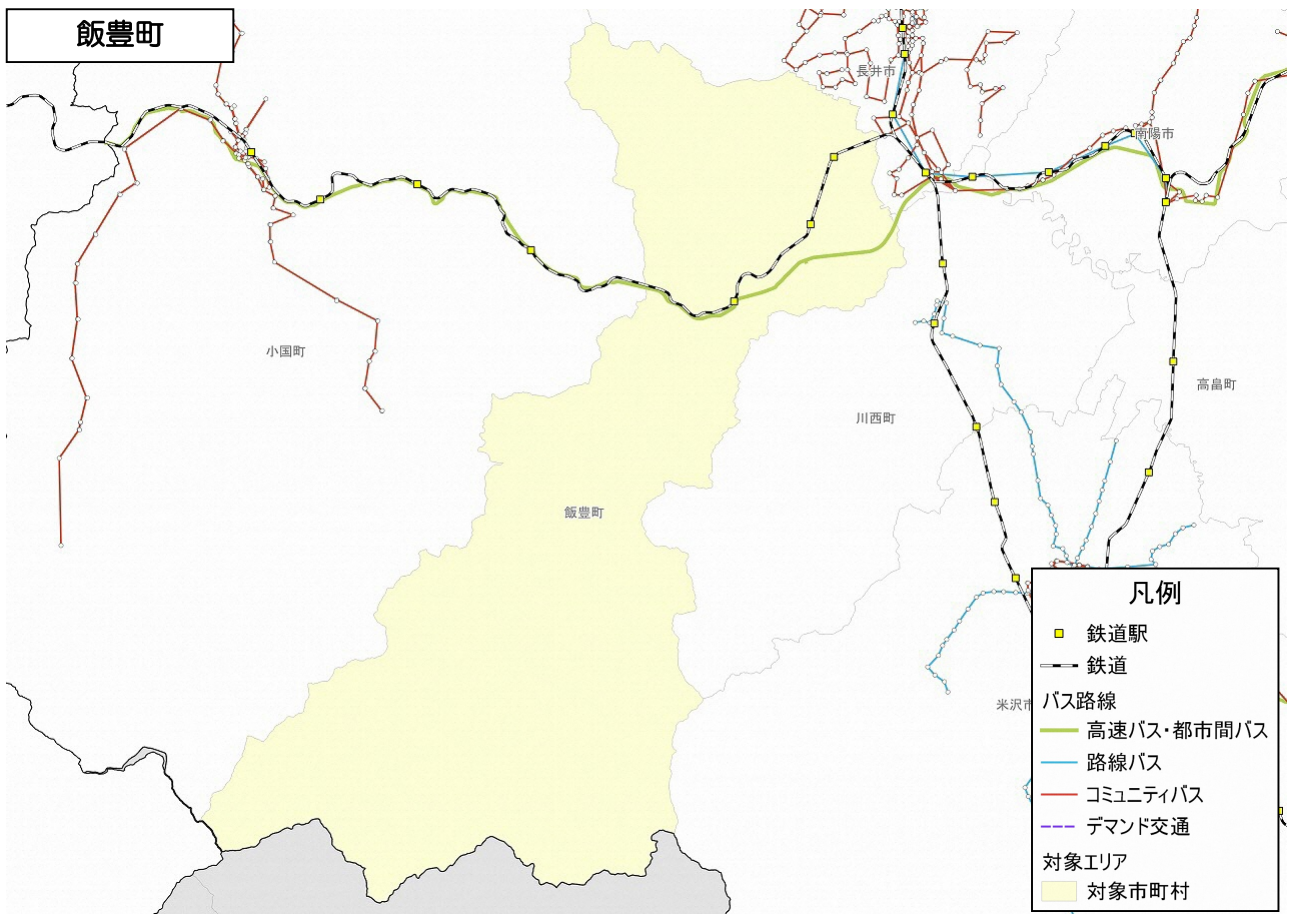 飯豊町
長井市
南陽市
小国町
高畠町
川西町
飯豊町
米沢市
凡例
鉄道駅
鉄道
バス路線
高速バス・都市間バス
路線バス
コミュニティバス
デマンド交通
対象エリア
対象市町村